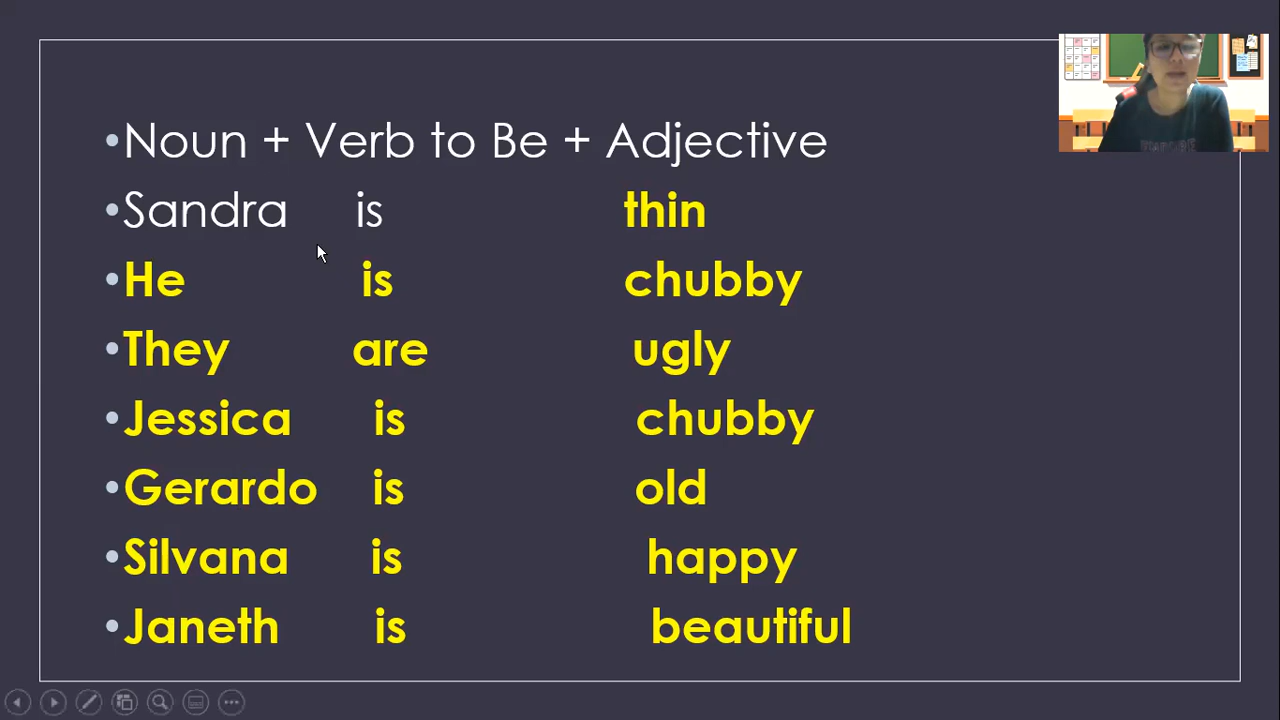 •Noun + Verb to Be + Adjective
•Sandra is thin
•He is chubby
•They are ugly
•Jessica is chubby
•Gerardo is old
•Silvana is happy
•Janeth is beautiful